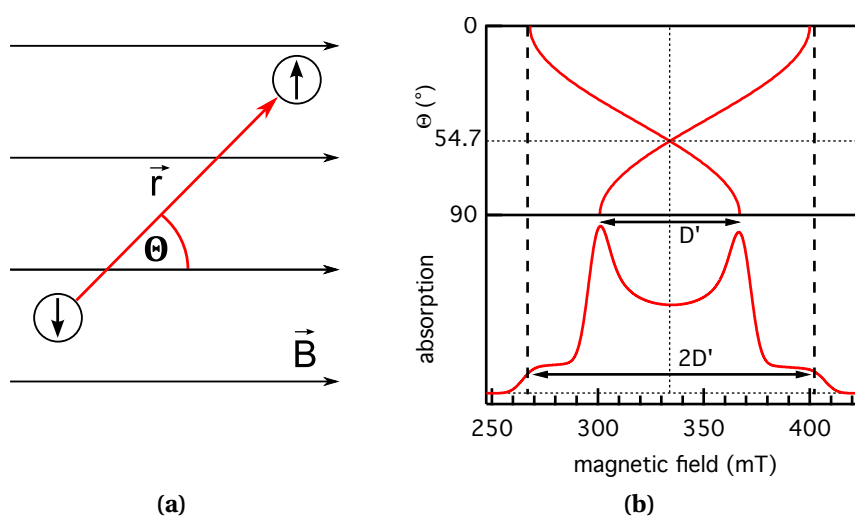 r
Θ
B
(a)
0
Θ (°)
54.7
90
D'
absorption
2D'
250
300
350
400
magnetic field (mT)
(b)